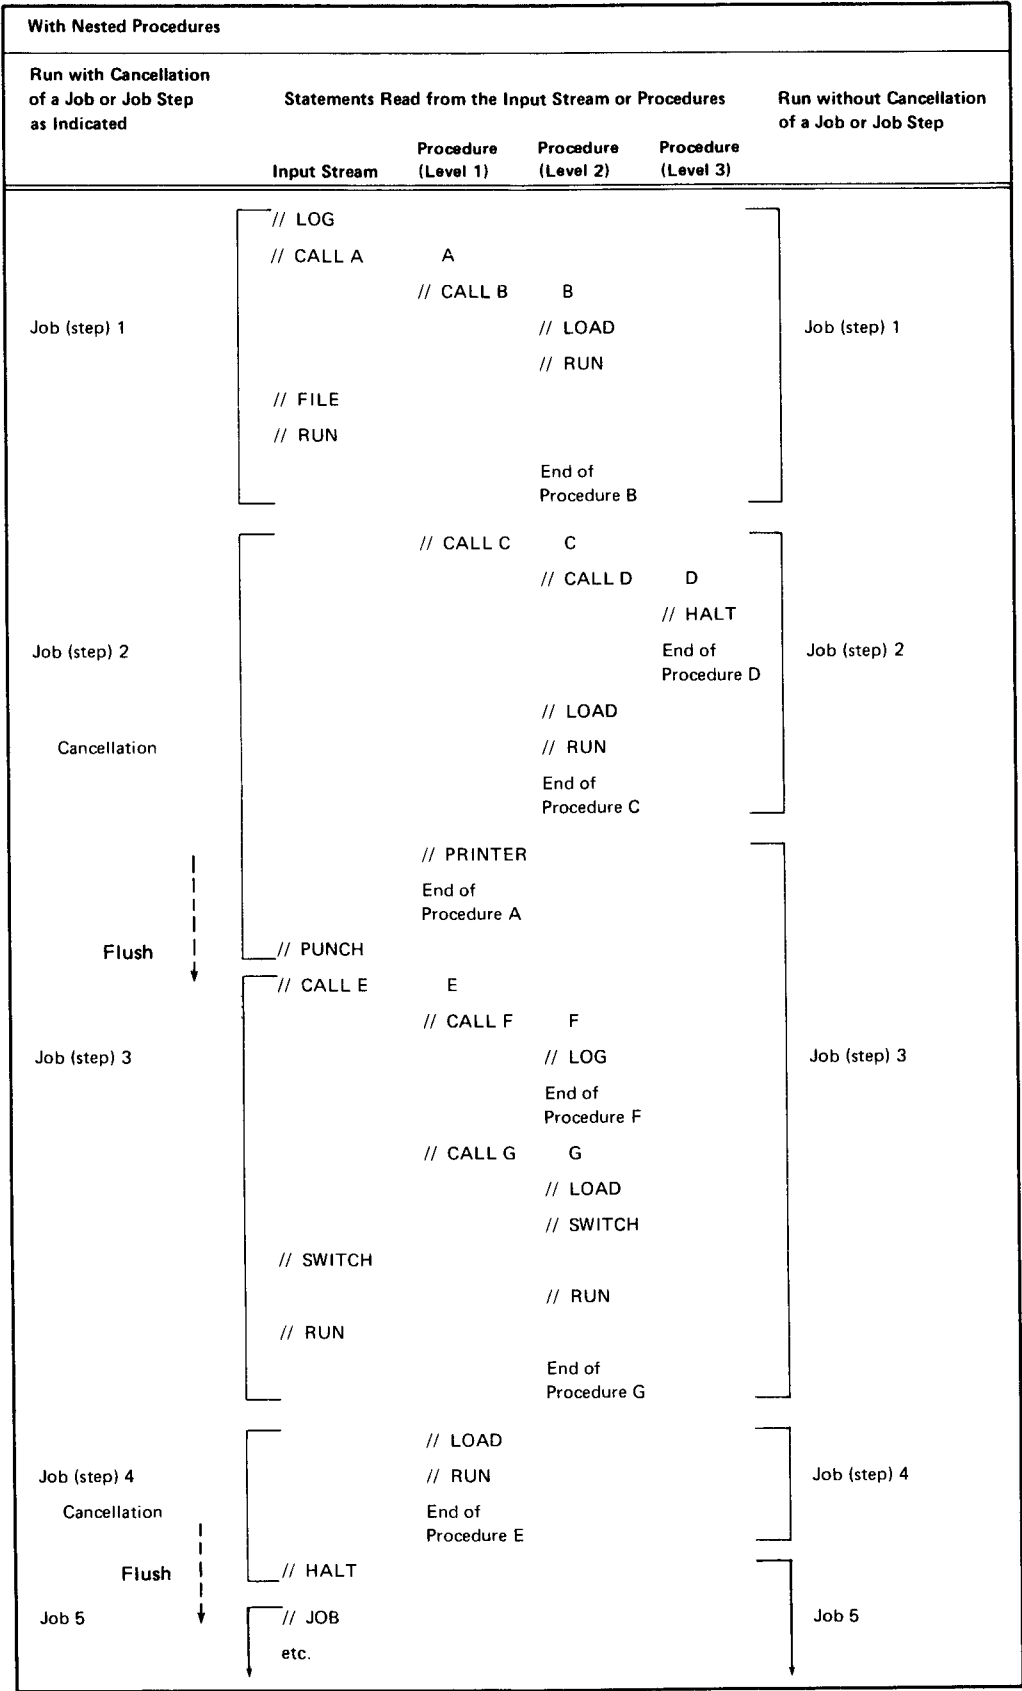 With Nested Procedures
Run with Cancellation
of a Job or Job Step
as Indicated
Statements Read from the Input Stream or Procedures
Run without Cancellation
of a Job or Job Step
Input Stream
Procedure
(Level 1)
Procedure
(Level 2)
Procedure
(Level 3)
// LOG
// CALL A A
// CALL B B
Job (step) 1 // LOAD Job (step) 1
// RUN
// FILE
// RUN
End of
Procedure B
// CALL C C
// CALL D D
// HALT
Job (step) 2 End of Job (step) 2
Procedure D
// LOAD
Cancellation // RUN
End of
Procedure C
// PRINTER
End of
Procedure A
Flush // PUNCH
// CALL E E
// CALL F F
Job (step) 3 // LOG Job (step) 3
End of
Procedure F
// CALL G G
// LOAD
// SWITCH
// SWITCH
// RUN
// RUN
End of
Procedure G
// LOAD
Job (step) 4 // RUN Job (step) 4
Cancellation End of
Procedure E
Flush // HALT
Job 5 // JOB Job 5
etc.